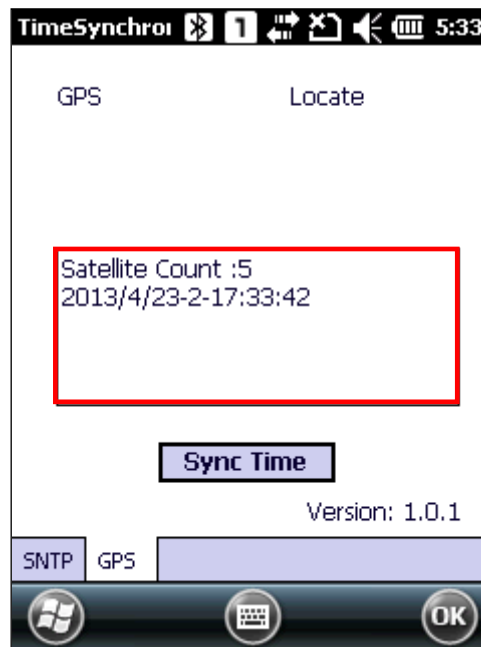 TimeSynchroi 1 5:33
GPS Locate
Satellite Count :5
2013/4/23-2-17:33:42
Sync Time
Version: 1.0.1
SNTP GPS
OK